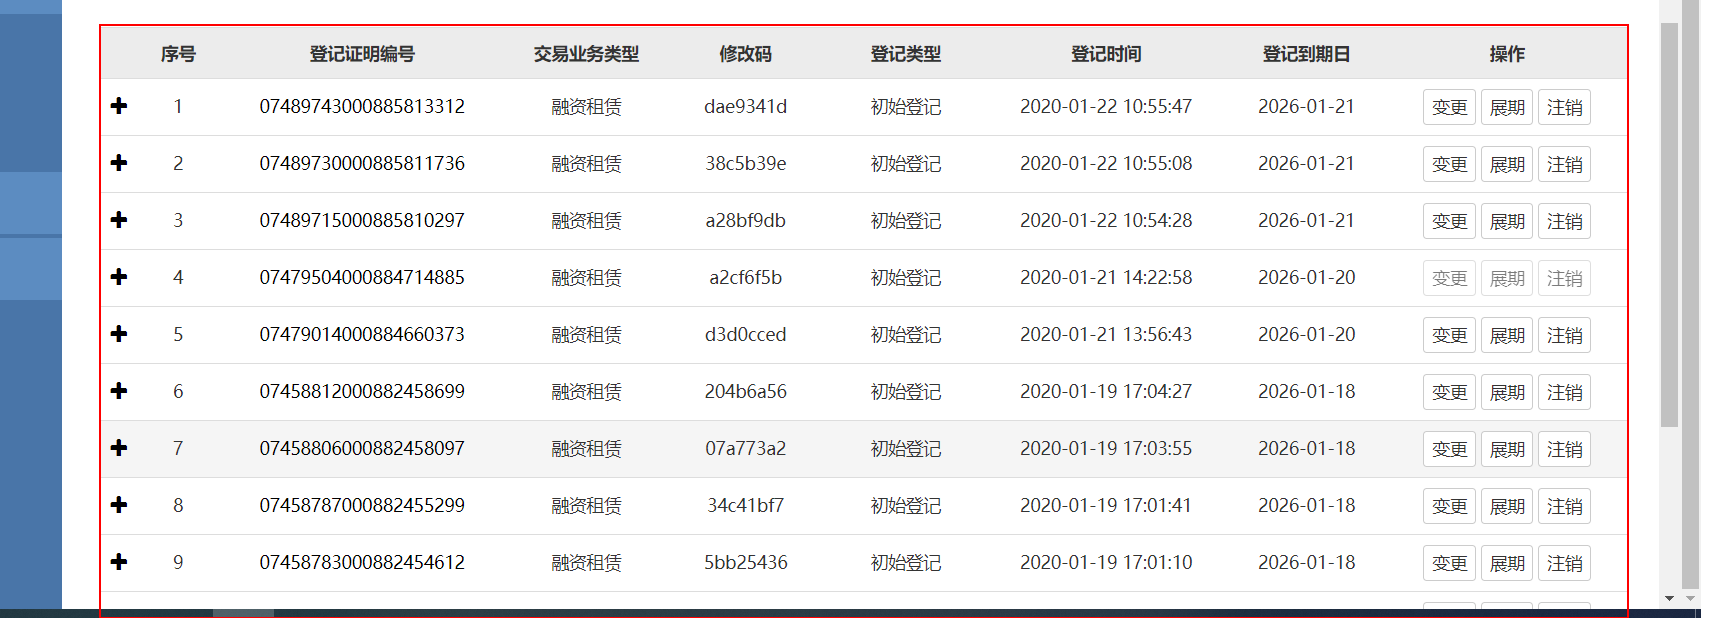 序号 登记证明编号 交易业务类型 修改码 登记类型 登记时间 登记到期日 操作
1 07489743000885813312 融资租赁 dae9341d 初始登记 2020-01-22 10:55:47 2026-01-21 变更 展期 注销
2 07489730000885811736 融资租赁 38c5b39e 初始登记 2020-01-22 10:55:08 2026-01-21 变更 展期 注销
3 07489715000885810297 融资租赁 a28bf9db 初始登记 2020-01-22 10:54:28 2026-01-21 变更 展期 注销
4 07479504000884714885 融资租赁 a2cf6f5b 初始登记 2020-01-21 14:22:58 2026-01-20 变更 展期 注销
5 07479014000884660373 融资租赁 d3d0cced 初始登记 2020-01-21 13:56:43 2026-01-20 变更 展期 注销
6 07458812000882458699 融资租赁 204b6a56 初始登记 2020-01-19 17:04:27 2026-01-18 变更 展期 注销
7 07458806000882458097 融资租赁 07a773a2 初始登记 2020-01-19 17:03:55 2026-01-18 变更 展期 注销
8 07458787000882455299 融资租赁 34c41bf7 初始登记 2020-01-19 17:01:41 2026-01-18 变更 展期 注销
9 07458783000882454612 融资租赁 5bb25436 初始登记 2020-01-19 17:01:10 2026-01-18 变更 展期 注销